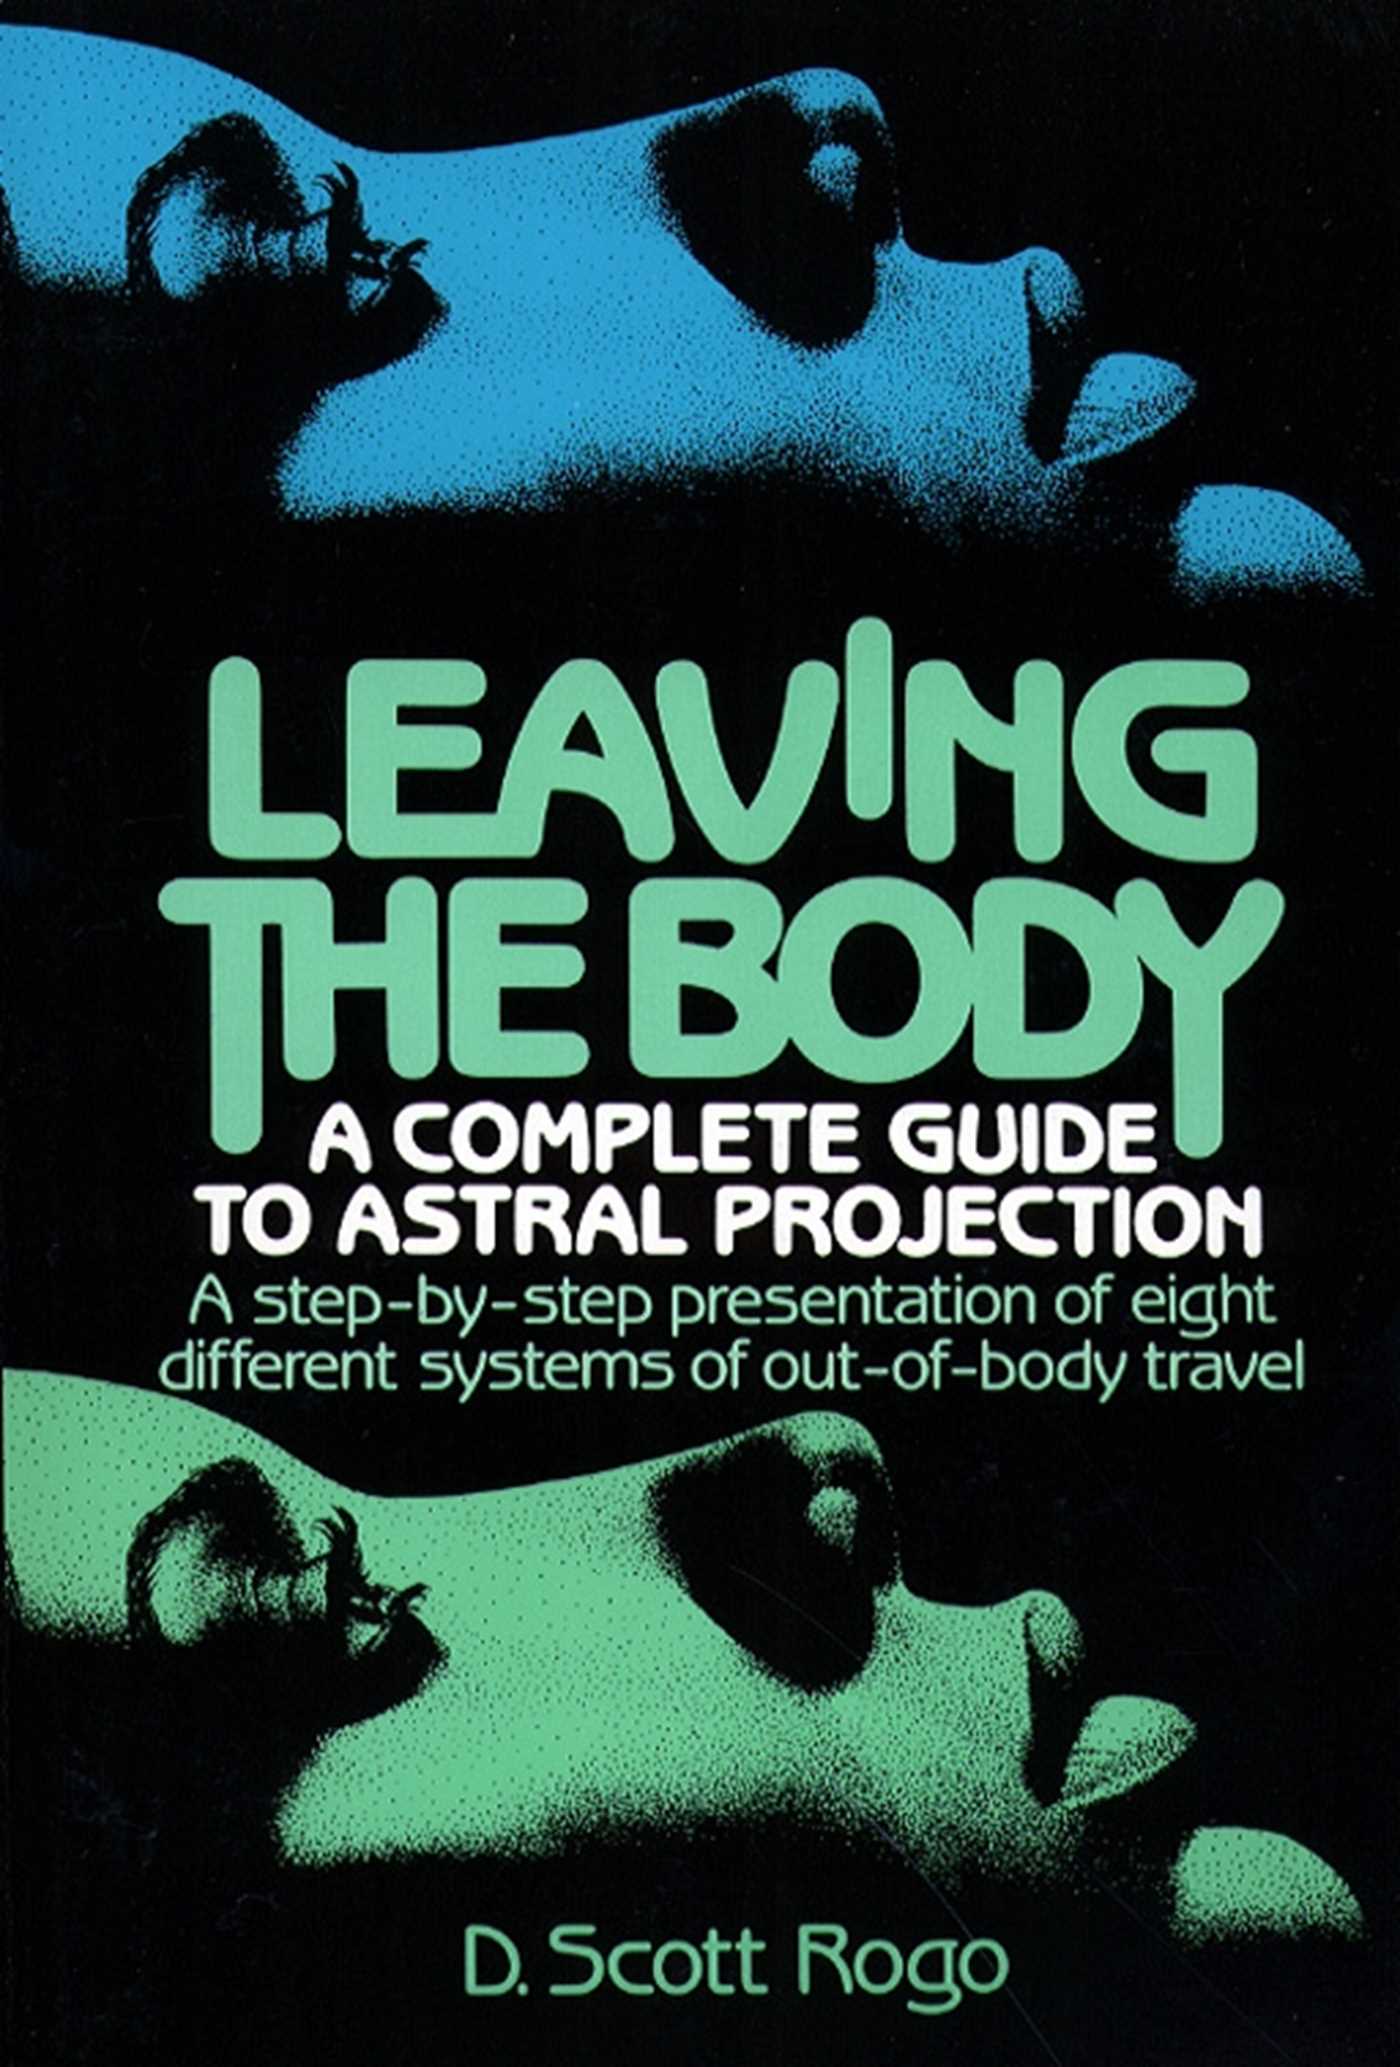 LEAVING
THE BODY
A COMPLETE GUIDE
TO ASTRAL PROJECTION
A step-by-step presentation of eight
different systems of out-of-body travel
D. Scott Rogo